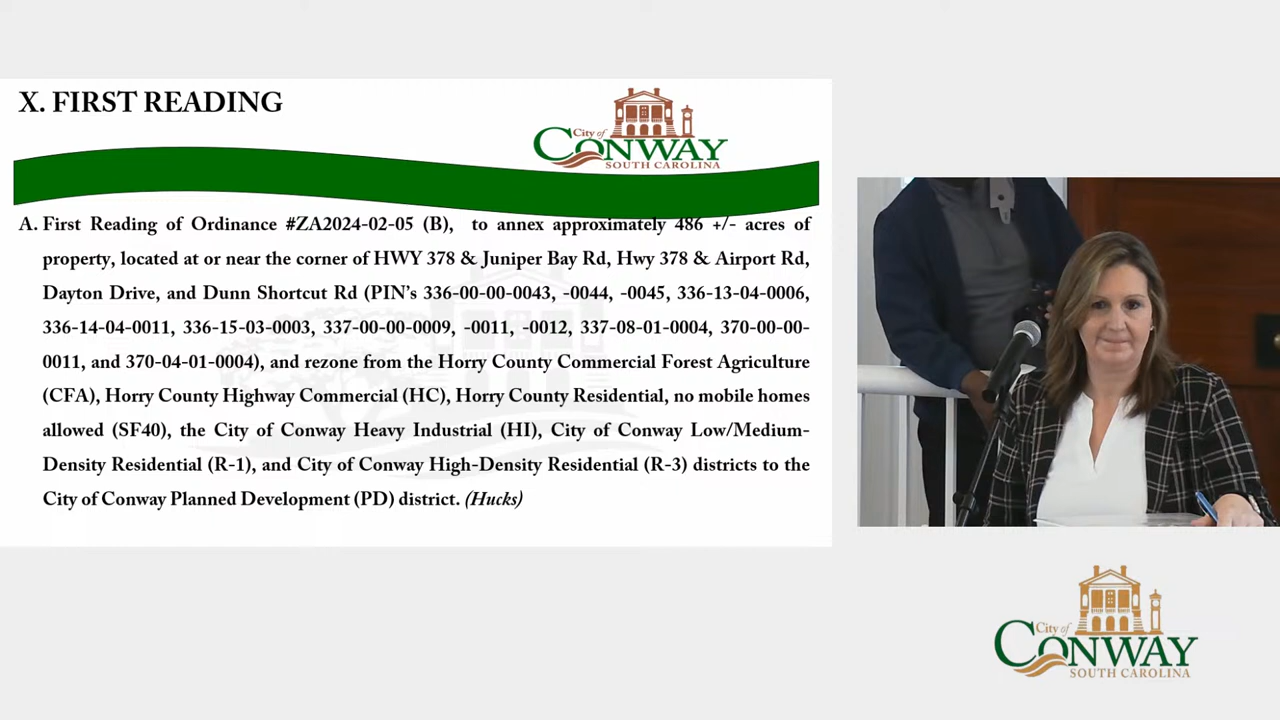 X. FIRST READING
City of
CONWAY
SOUTH CAROLINA
A. First Reading of Ordinance #ZA2024-02-05 (B), to annex approximately 486 +/- acres of
property, located at or near the corner of HWY 378 & Juniper Bay Rd, Hwy 378 & Airport Rd,
Dayton Drive, and Dunn Shortcut Rd (PIN’s 336-00-00-0043, -0044, -0045, 336-13-04-0006,
336-14-04-0011, 336-15-03-0003, 337-00-00-0009, -0011, -0012, 337-08-01-0004, 370-00-00-
0011, and 370-04-01-0004), and rezone from the Horry County Commercial Forest Agriculture
(CFA), Horry County Highway Commercial (HC), Horry County Residential, no mobile homes
allowed (SF40), the City of Conway Heavy Industrial (HI), City of Conway Low/Medium-
Density Residential (R-1), and City of Conway High-Density Residential (R-3) districts to the
City of Conway Planned Development (PD) district. (Hucks)
City of
CONWAY
SOUTH CAROLINA